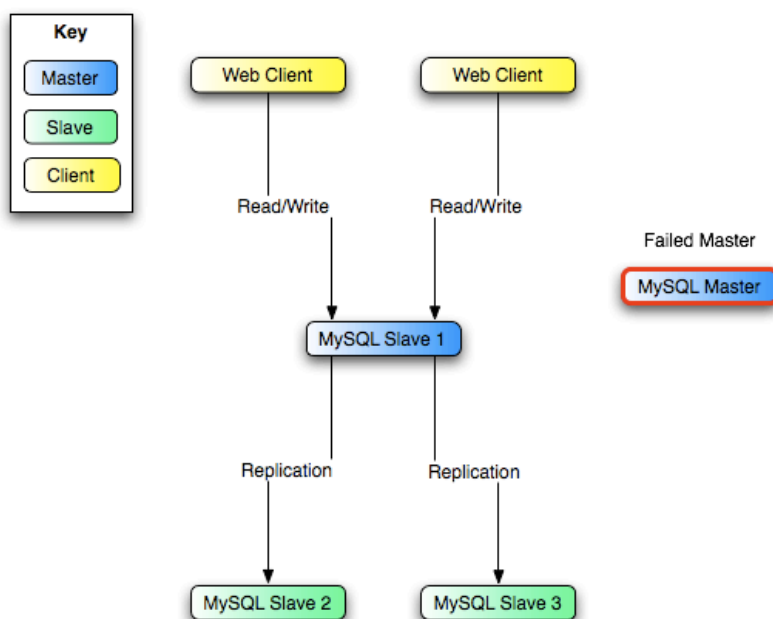 Key
Master
Slave
Client
Web Client
Web Client
Read/Write
Read/Write
Failed Master
MySQL Master
MySQL Slave 1
Replication
Replication
MySQL Slave 2
MySQL Slave 3